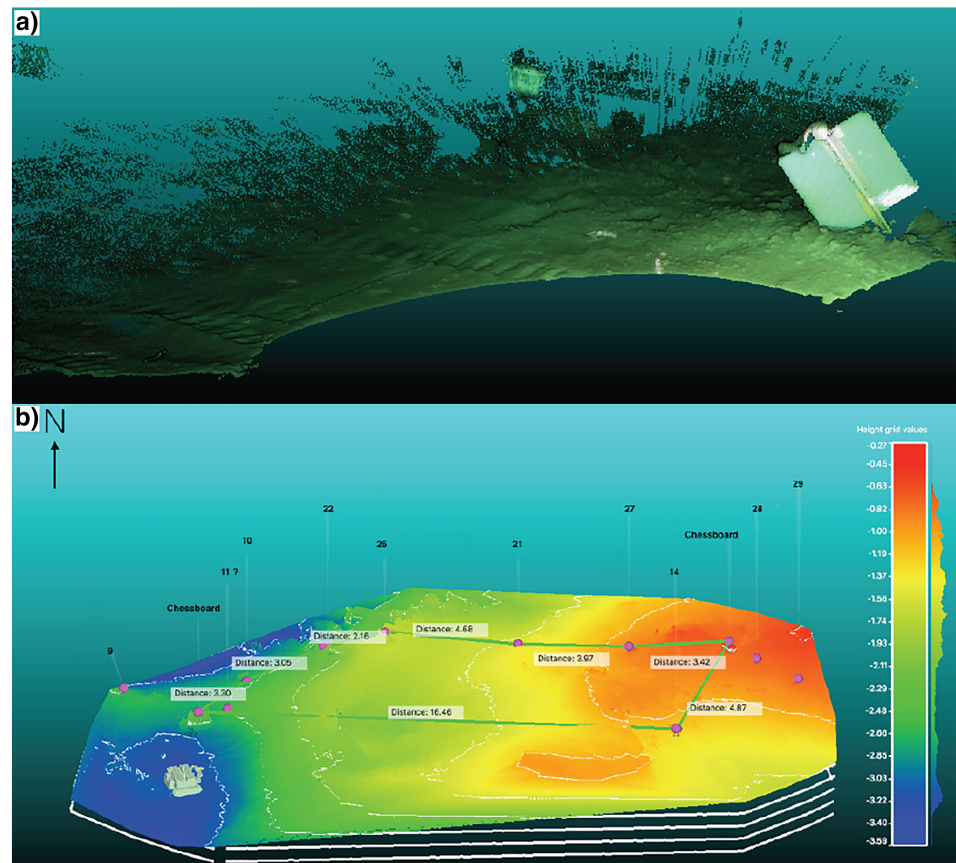 a)
b) N
Height grid values
-0.27
-0.45
-0.63
-0.82
-1.00
-1.19
-1.37
-1.56
-1.74
-1.93
-2.11
-2.29
-2.48
-2.66
-2.85
-3.03
-3.22
-3.40
-3.59
29
22
27
28
Chessboard
10
25
21
11 ?
14
Chessboard
9
Distance: 2.16
Distance: 4.68
Distance: 3.05
Distance: 3.97
Distance: 3.42
Distance: 3.30
Distance: 16.46
Distance: 4.87